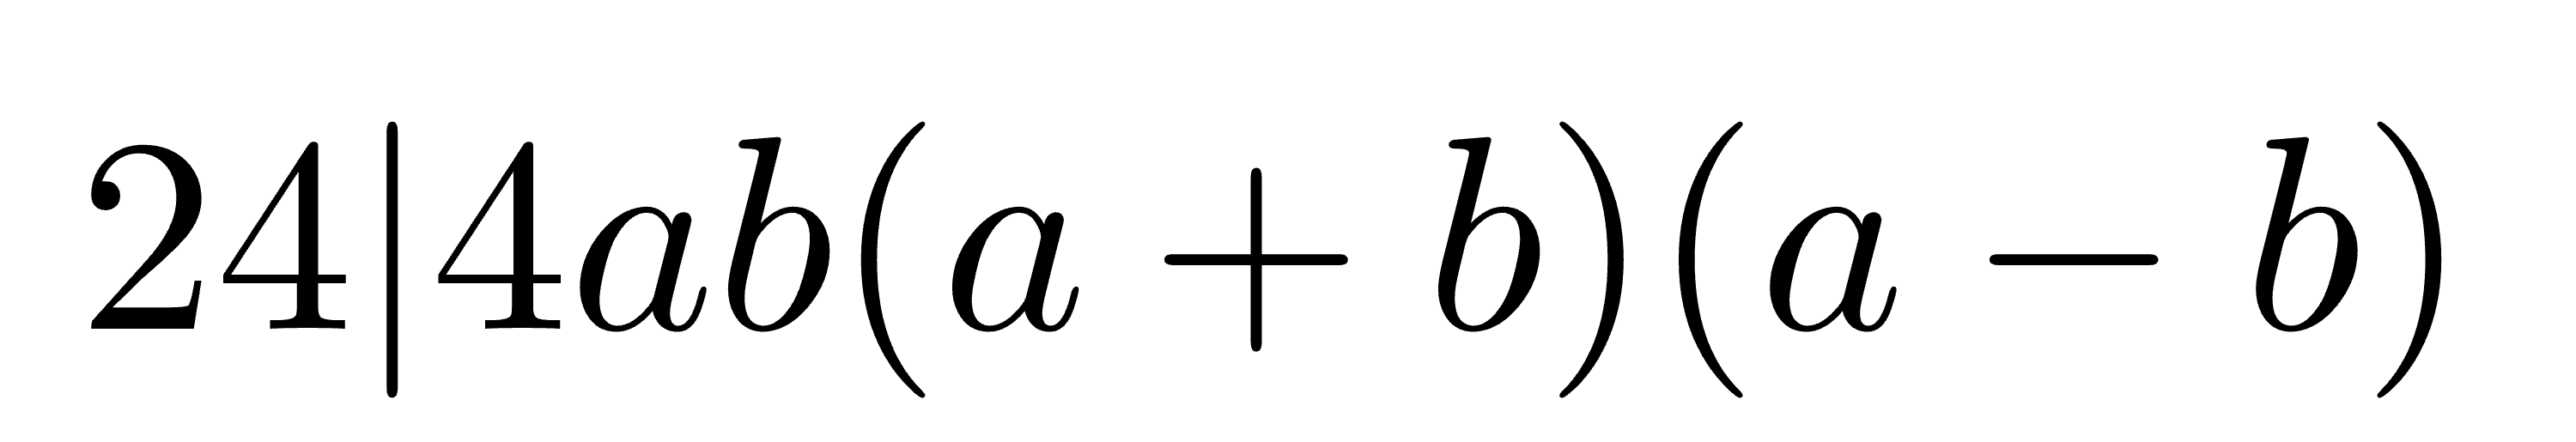 24|4ab(a + b)(a − b)